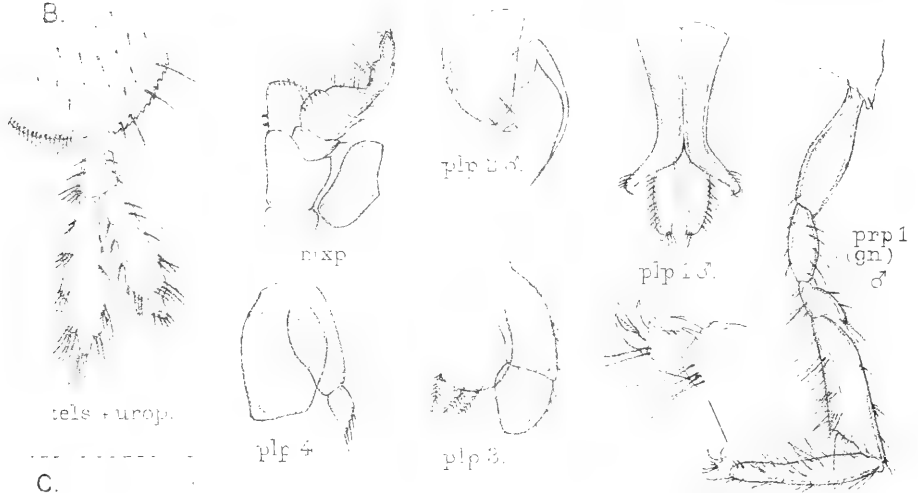 B.
plp 2 ♂.
mxp
plp 1 ♂.
prp 1
(gn)
♂
tels + urop.
plp 4
plp 3.
C.